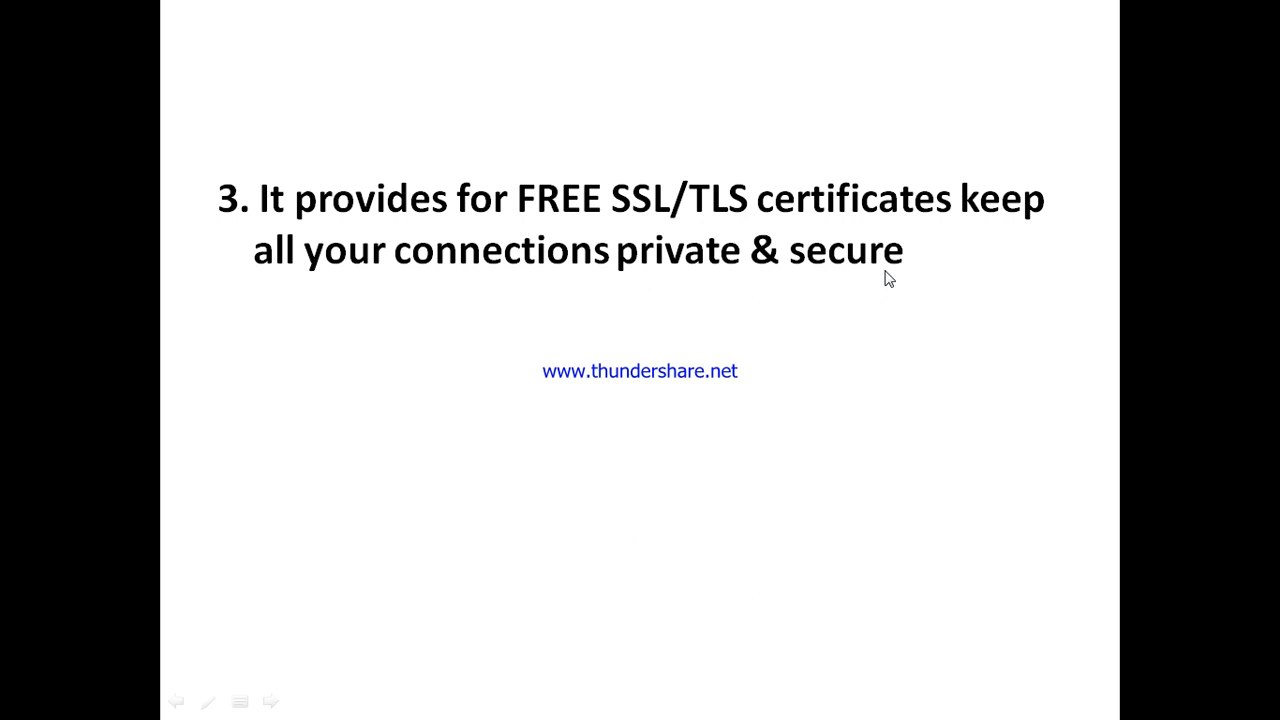 3. It provides for FREE SSL/TLS certificates keep
all your connections private & secure
www.thundershare.net